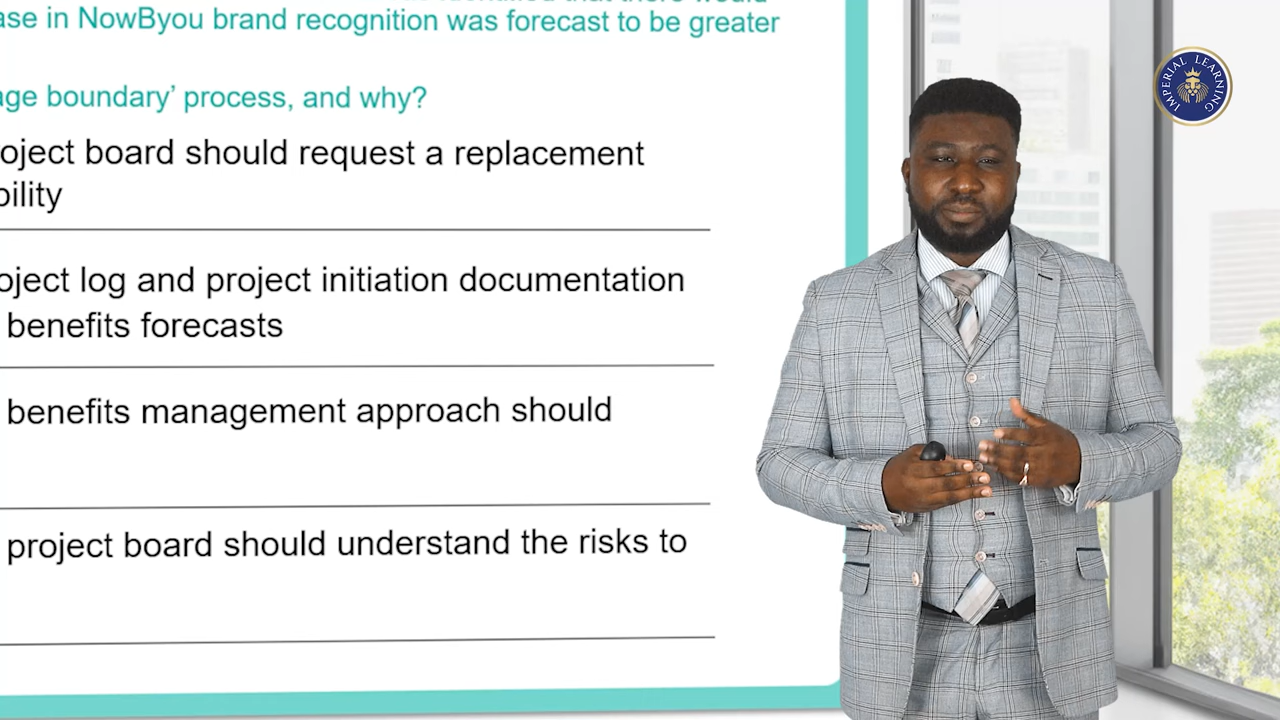 ase in NowByou brand recognition was forecast to be greater
age boundary’ process, and why?
oject board should request a replacement
bility
oject log and project initiation documentation
benefits forecasts
benefits management approach should
project board should understand the risks to
IMPERIAL LEARNING